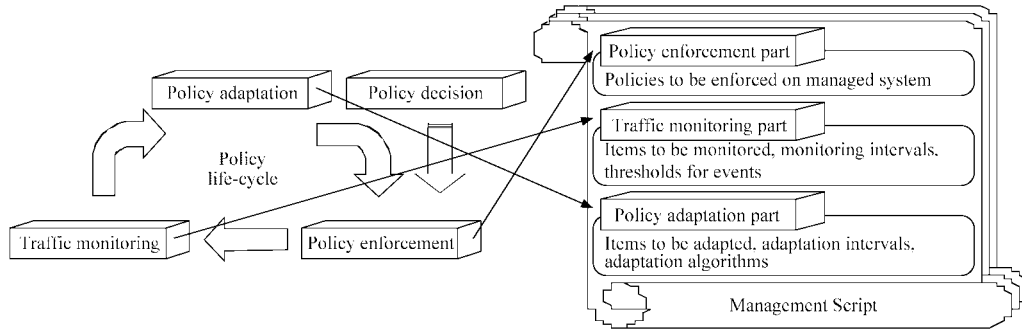 Policy adaptation
Policy decision
Policy
life-cycle
Traffic monitoring
Policy enforcement
Policy enforcement part
Policies to be enforced on managed system
Traffic monitoring part
Items to be monitored, monitoring intervals,
thresholds for events
Policy adaptation part
Items to be adapted, adaptation intervals,
adaptation algorithms
Management Script